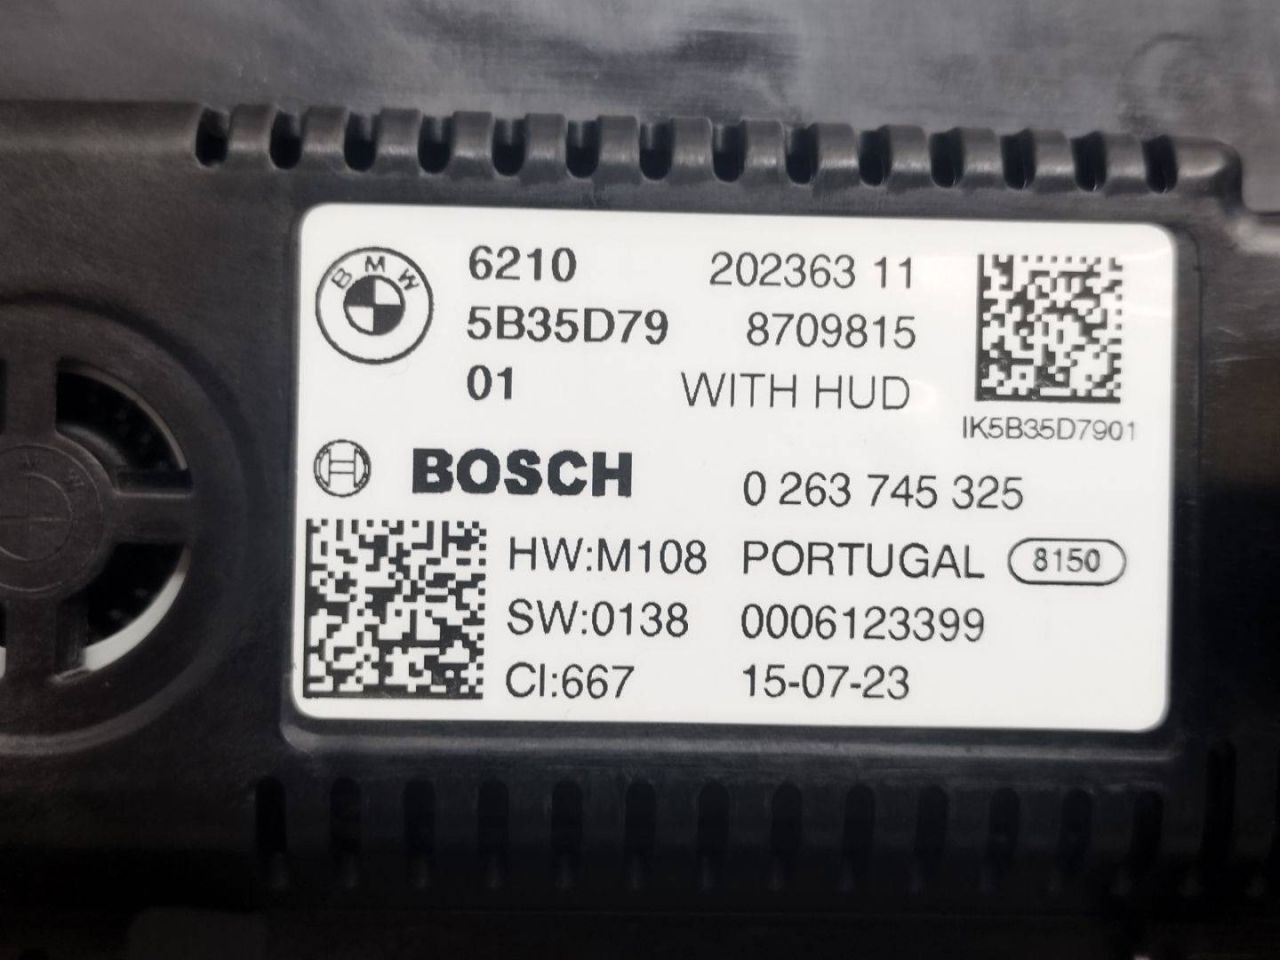 BMW
6210 202363 11
5B35D79 8709815
01 WITH HUD
IK5B35D7901
BOSCH 0 263 745 325
HW:M108 PORTUGAL 8150
SW:0138 0006123399
CI:667 15-07-23